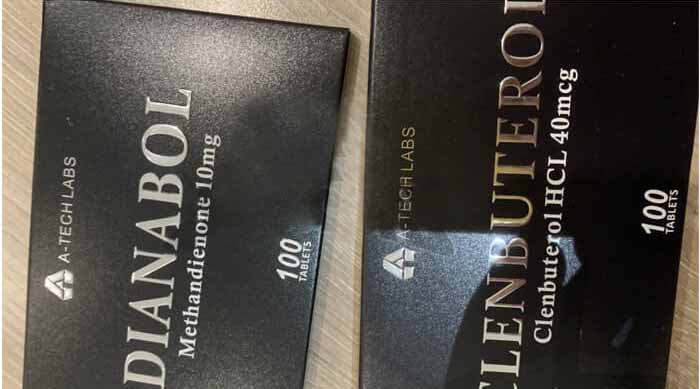 A-TECH LABS
DIANABOL
Methandienone 10mg
100
TABLETS
A-TECH LABS
CLENBUTEROL
Clenbuterol HCL 40mcg
100
TABLETS